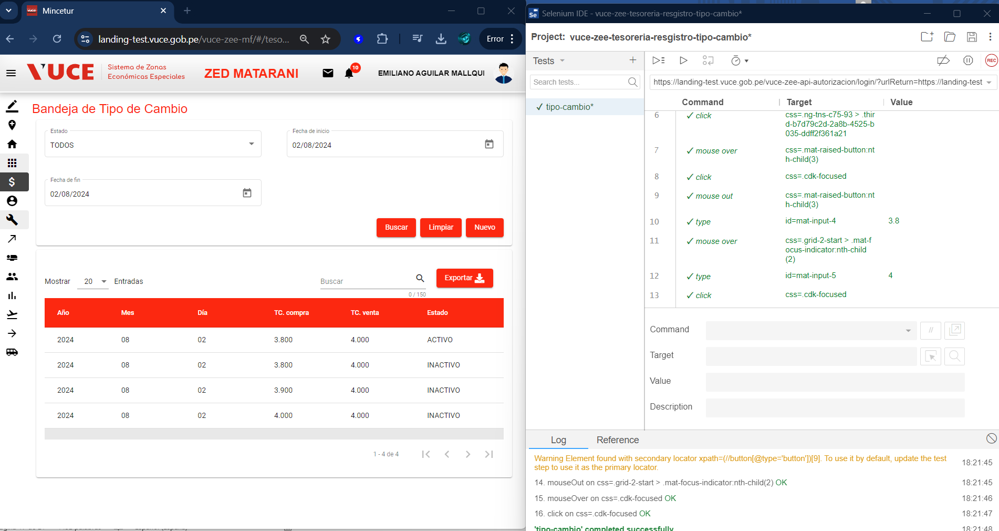 Mincetur
landing-test.vuce.gob.pe/vuce-zee-mf/#/teso...
Error
VUCE
Sistema de Zonas
Económicas Especiales
ZED MATARANI
10
EMILIANO AGUILAR MALLQUI
Bandeja de Tipo de Cambio
Estado
TODOS
Fecha de inicio
02/08/2024
Fecha de fin
02/08/2024
Buscar
Limpiar
Nuevo
Mostrar 20 Entradas
Buscar
0 / 150
Exportar
Año Mes Día TC. compra TC. venta Estado
2024 08 02 3.800 4.000 ACTIVO
2024 08 02 3.800 4.000 INACTIVO
2024 08 02 3.900 4.000 INACTIVO
2024 08 02 4.000 4.000 INACTIVO
1 - 4 de 4
Se Selenium IDE - vuce-zee-tesoreria-resgistro-tipo-cambio*
Project: vuce-zee-tesoreria-resgistro-tipo-cambio*
Tests
REC
Search tests...
https://landing-test.vuce.gob.pe/vuce-zee-api-autorizacion/login/?urlReturn=https://landing-test
✓ tipo-cambio*
Command Target Value
6 ✓ click css=.ng-tns-c75-93 > .thir
d-b7d79c2d-2a8b-4525-b
035-ddff2f361a21
7 ✓ mouse over css=.mat-raised-button:nt
h-child(3)
8 ✓ click css=.cdk-focused
9 ✓ mouse out css=.mat-raised-button:nt
h-child(3)
10 ✓ type id=mat-input-4 3.8
11 ✓ mouse over css=.grid-2-start > .mat-f
ocus-indicator:nth-child
(2)
12 ✓ type id=mat-input-5 4
13 ✓ click css=.cdk-focused
Command
//
Target
Value
Description
Log Reference
Warning Element found with secondary locator xpath=(//button[@type='button'])[9]. To use it by default, update the test
step to use it as the primary locator.
18:21:45
14. mouseOut on css=.grid-2-start > .mat-focus-indicator:nth-child(2) OK 18:21:45
15. mouseOver on css=.cdk-focused OK 18:21:46
16. click on css=.cdk-focused OK 18:21:47
'tipo-cambio' completed successfully 18:21:48